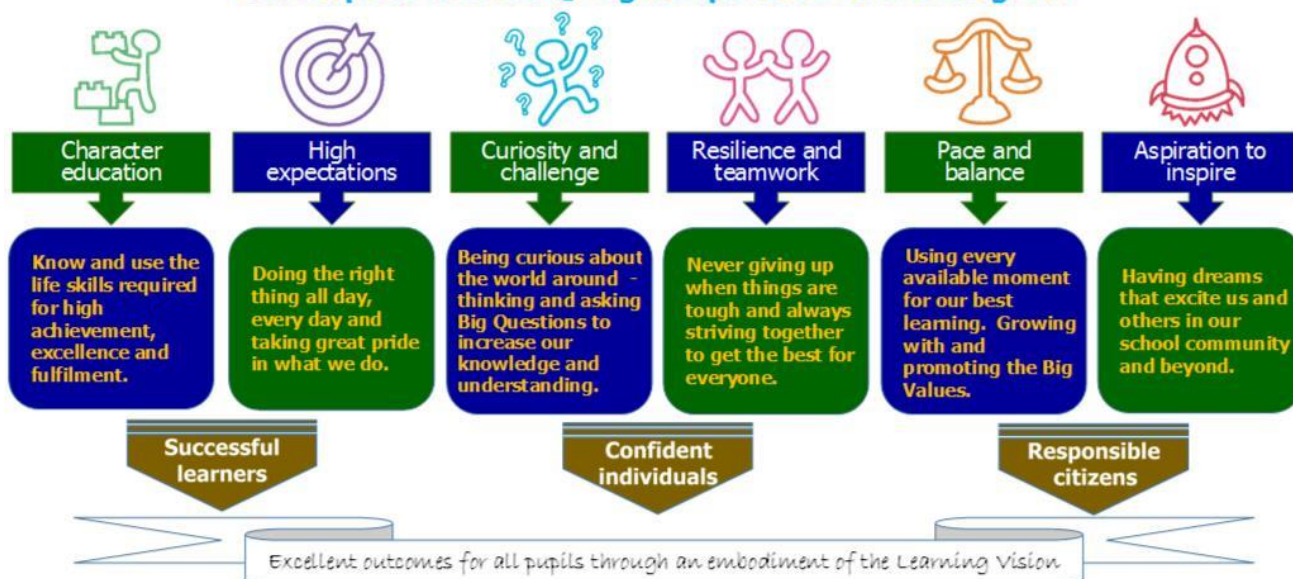 Character
education
High
expectations
Curiosity and
challenge
Resilience and
teamwork
Pace and
balance
Aspiration to
inspire
Know and use the
life skills required
for high
achievement,
excellence and
fulfilment.
Doing the right
thing all day,
every day and
taking great pride
in what we do.
Being curious about
the world around -
thinking and asking
Big Questions to
increase our
knowledge and
understanding.
Never giving up
when things are
tough and always
striving together
to get the best for
everyone.
Using every
available moment
for our best
learning. Growing
with and
promoting the Big
Values.
Having dreams
that excite us and
others in our
school community
and beyond.
Successful
learners
Confident
individuals
Responsible
citizens
Excellent outcomes for all pupils through an embodiment of the Learning Vision